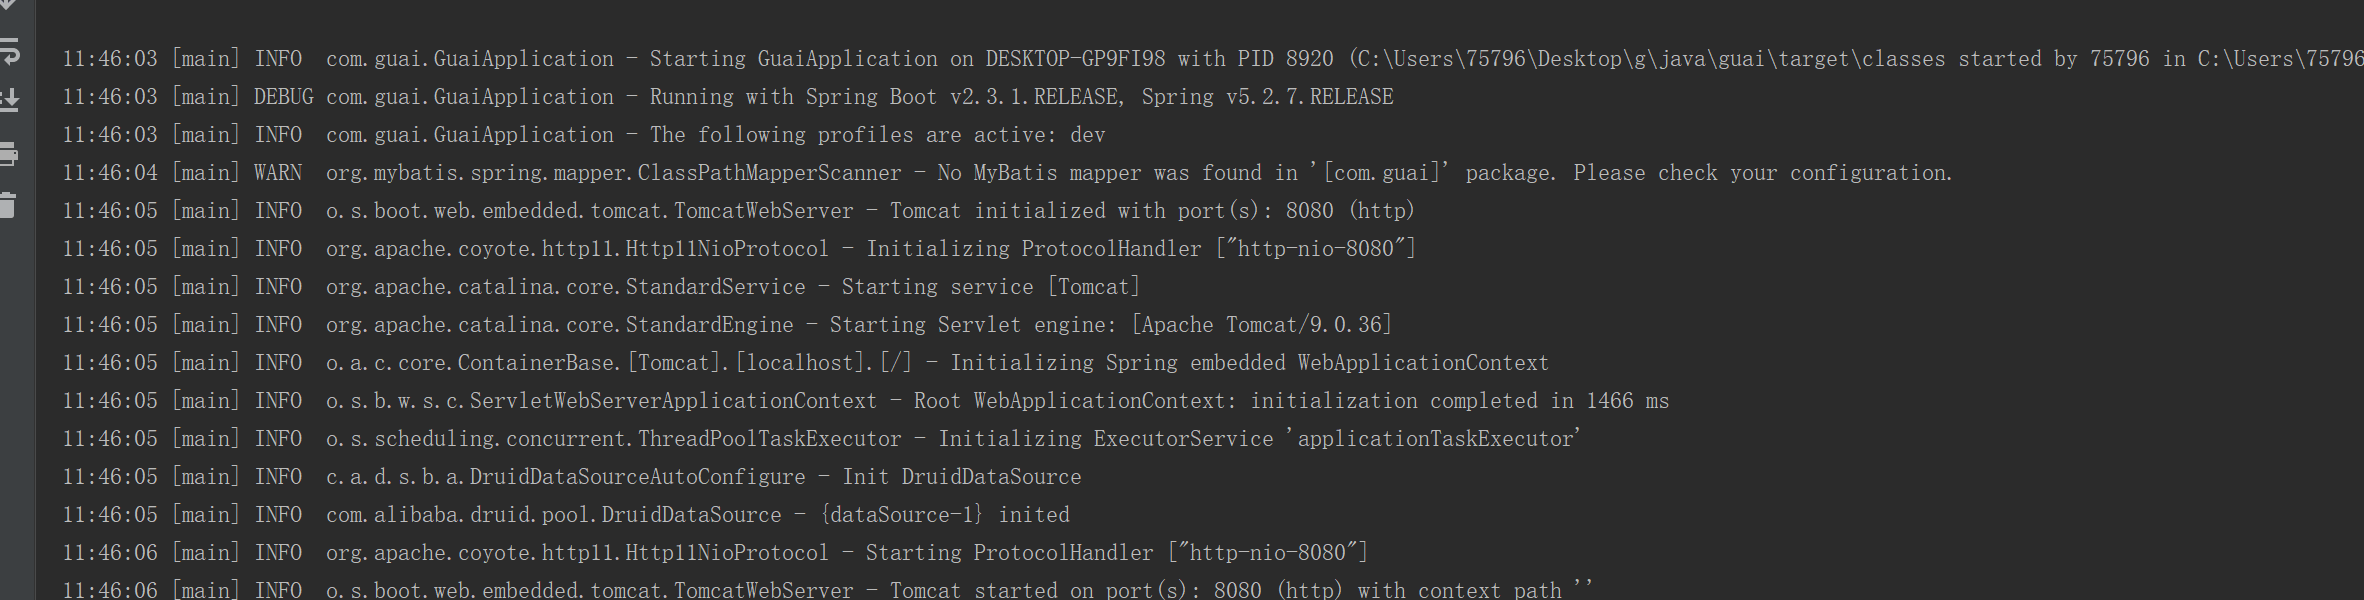 11:46:03 [main] INFO  com.guai.GuaiApplication - Starting GuaiApplication on DESKTOP-GP9FI98 with PID 8920 (C:\Users\75796\Desktop\g\java\guai\target\classes started by 75796 in C:\Users\75796
11:46:03 [main] DEBUG com.guai.GuaiApplication - Running with Spring Boot v2.3.1.RELEASE, Spring v5.2.7.RELEASE
11:46:03 [main] INFO  com.guai.GuaiApplication - The following profiles are active: dev
11:46:04 [main] WARN  org.mybatis.spring.mapper.ClassPathMapperScanner - No MyBatis mapper was found in '[com.guai]' package. Please check your configuration.
11:46:05 [main] INFO  o.s.boot.web.embedded.tomcat.TomcatWebServer - Tomcat initialized with port(s): 8080 (http)
11:46:05 [main] INFO  org.apache.coyote.http11.Http11NioProtocol - Initializing ProtocolHandler ["http-nio-8080"]
11:46:05 [main] INFO  org.apache.catalina.core.StandardService - Starting service [Tomcat]
11:46:05 [main] INFO  org.apache.catalina.core.StandardEngine - Starting Servlet engine: [Apache Tomcat/9.0.36]
11:46:05 [main] INFO  o.a.c.core.ContainerBase.[Tomcat].[localhost].[/] - Initializing Spring embedded WebApplicationContext
11:46:05 [main] INFO  o.s.b.w.s.c.ServletWebServerApplicationContext - Root WebApplicationContext: initialization completed in 1466 ms
11:46:05 [main] INFO  o.s.scheduling.concurrent.ThreadPoolTaskExecutor - Initializing ExecutorService 'applicationTaskExecutor'
11:46:05 [main] INFO  c.a.d.s.b.a.DruidDataSourceAutoConfigure - Init DruidDataSource
11:46:05 [main] INFO  com.alibaba.druid.pool.DruidDataSource - {dataSource-1} inited
11:46:06 [main] INFO  org.apache.coyote.http11.Http11NioProtocol - Starting ProtocolHandler ["http-nio-8080"]
11:46:06 [main] INFO  o.s.boot.web.embedded.tomcat.TomcatWebServer - Tomcat started on port(s): 8080 (http) with context path ''